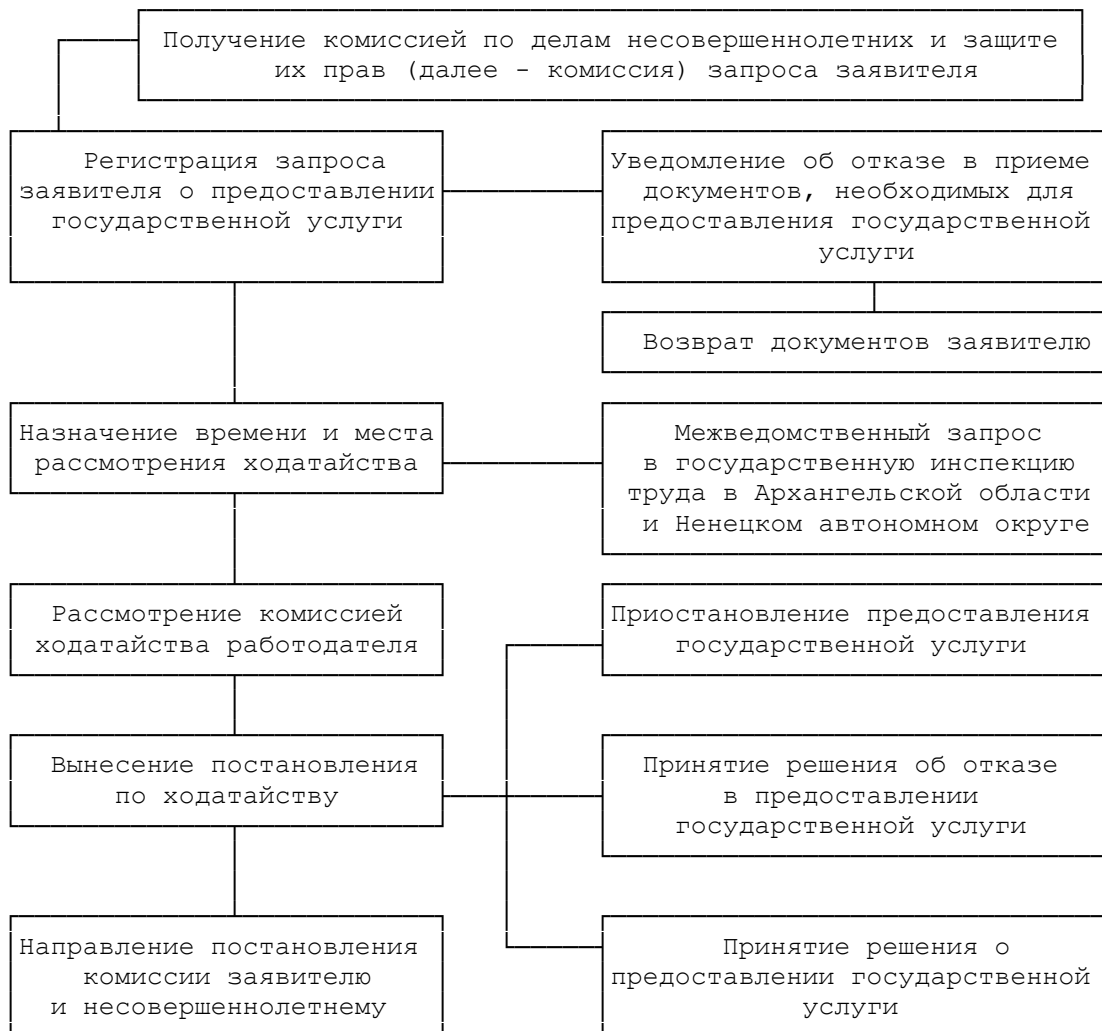 Получение комиссией по делам несовершеннолетних и защите
их прав (далее - комиссия) запроса заявителя
Регистрация запроса
заявителя о предоставлении
государственной услуги
Уведомление об отказе в приеме
документов, необходимых для
предоставления государственной
услуги
Возврат документов заявителю
Назначение времени и места
рассмотрения ходатайства
Межведомственный запрос
в государственную инспекцию
труда в Архангельской области
и Ненецком автономном округе
Рассмотрение комиссией
ходатайства работодателя
Приостановление предоставления
государственной услуги
Вынесение постановления
по ходатайству
Принятие решения об отказе
в предоставлении
государственной услуги
Направление постановления
комиссии заявителю
и несовершеннолетнему
Принятие решения о
предоставлении государственной
услуги